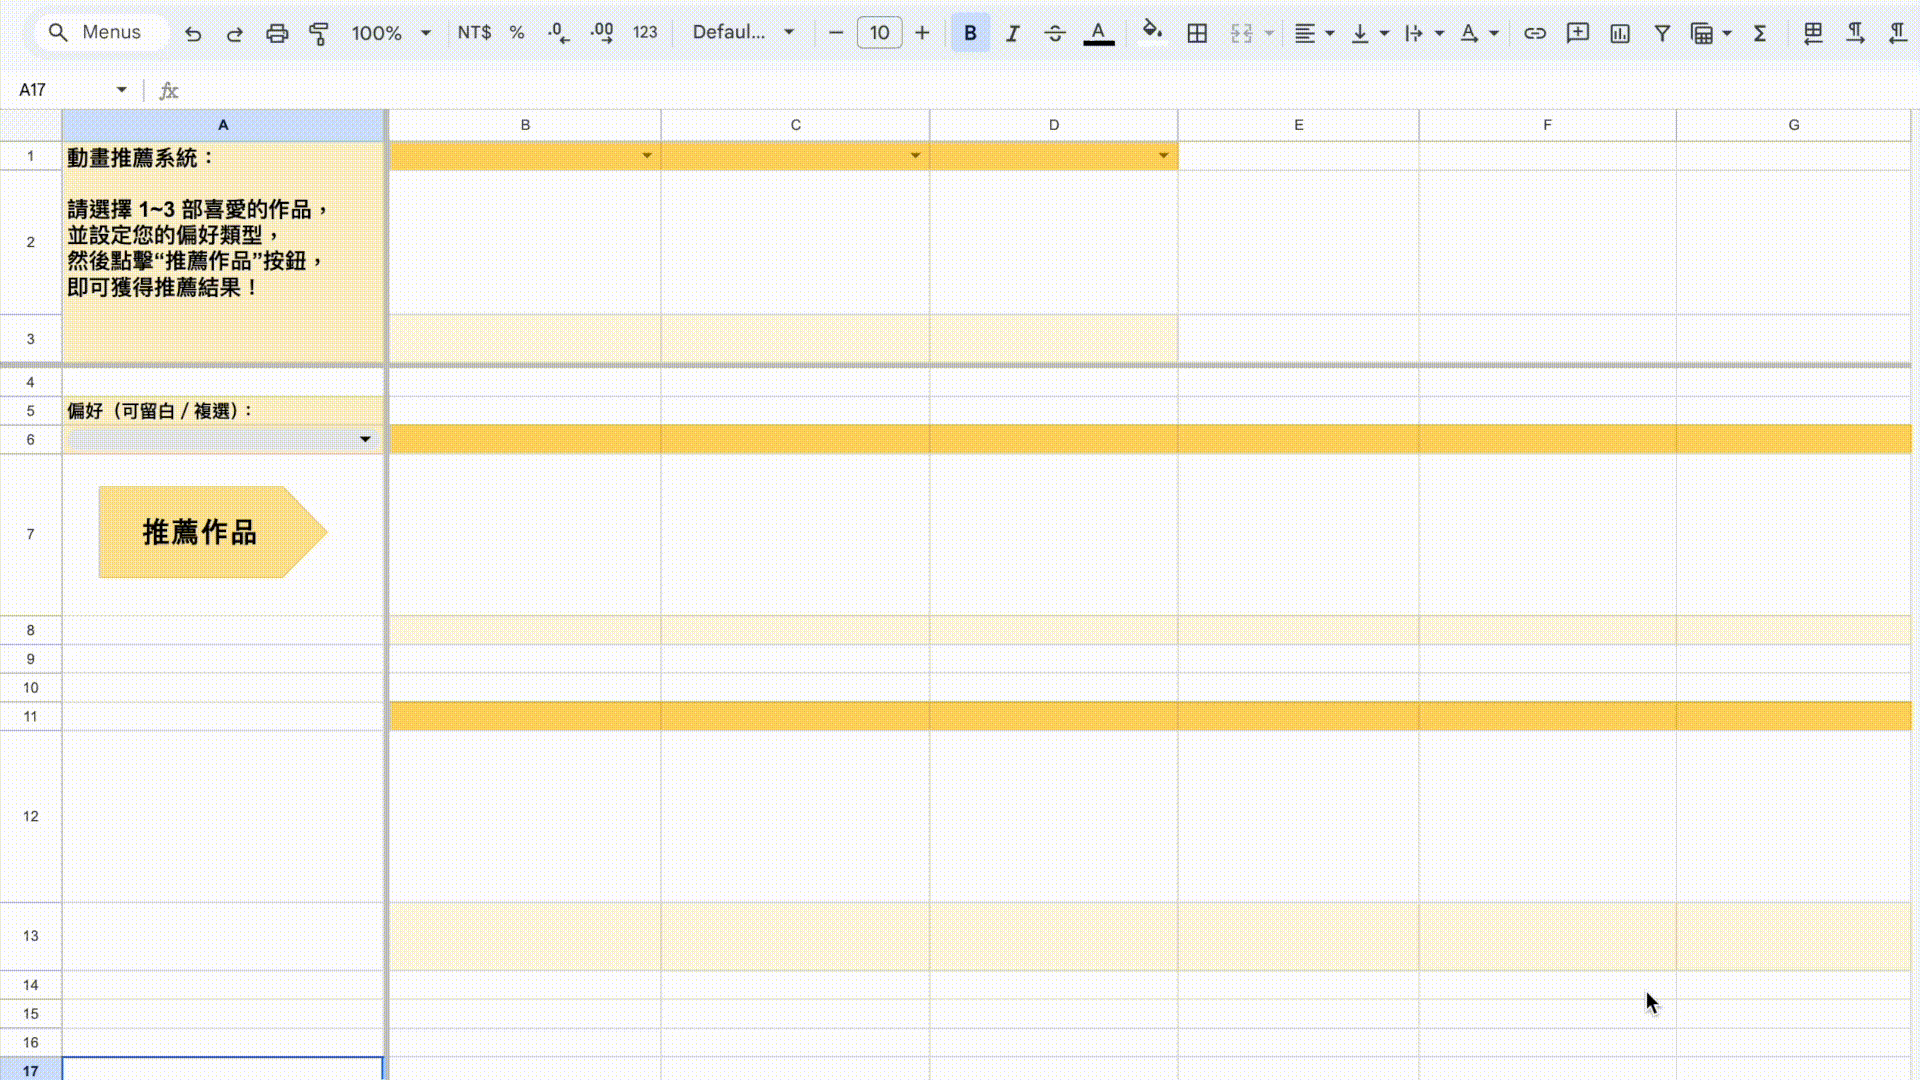 Menus 100% NT$ % .0 .00 123 Defaul... 10 B I A A Σ
A17 fx
A B C D E F G
1 動畫推薦系統：
2 請選擇 1~3 部喜愛的作品，
並設定您的偏好類型，
然後點擊“推薦作品”按鈕，
即可獲得推薦結果！
3
4
5 偏好（可留白 / 複選）：
6
7 推薦作品
8
9
10
11
12
13
14
15
16
17